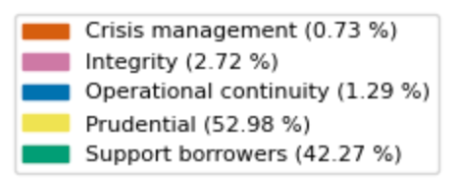 Crisis management (0.73 %)
Integrity (2.72 %)
Operational continuity (1.29 %)
Prudential (52.98 %)
Support borrowers (42.27 %)